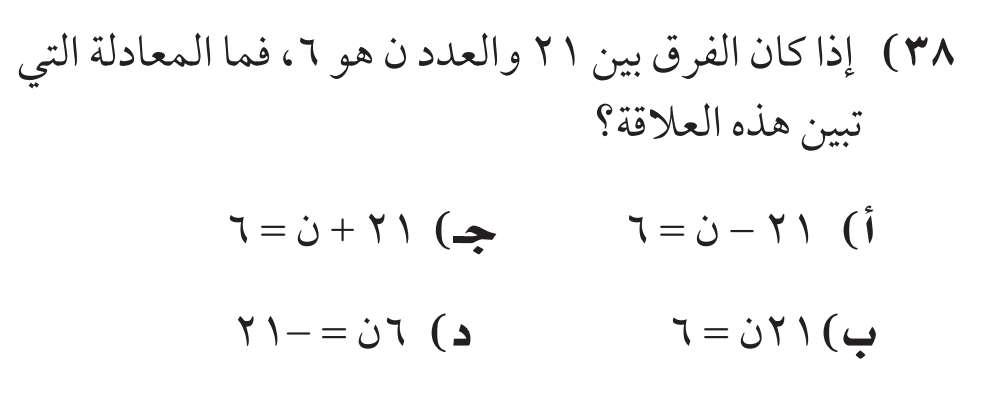 ٣٨) إذا كان الفرق بين ٢١ والعدد ن هو ٦، فما المعادلة التي
تبين هذه العلاقة؟
أ) ٢١ – ن = ٦ جـ) ٢١ + ن = ٦
ب) ٢١ن = ٦ د) ٦ن = –٢١